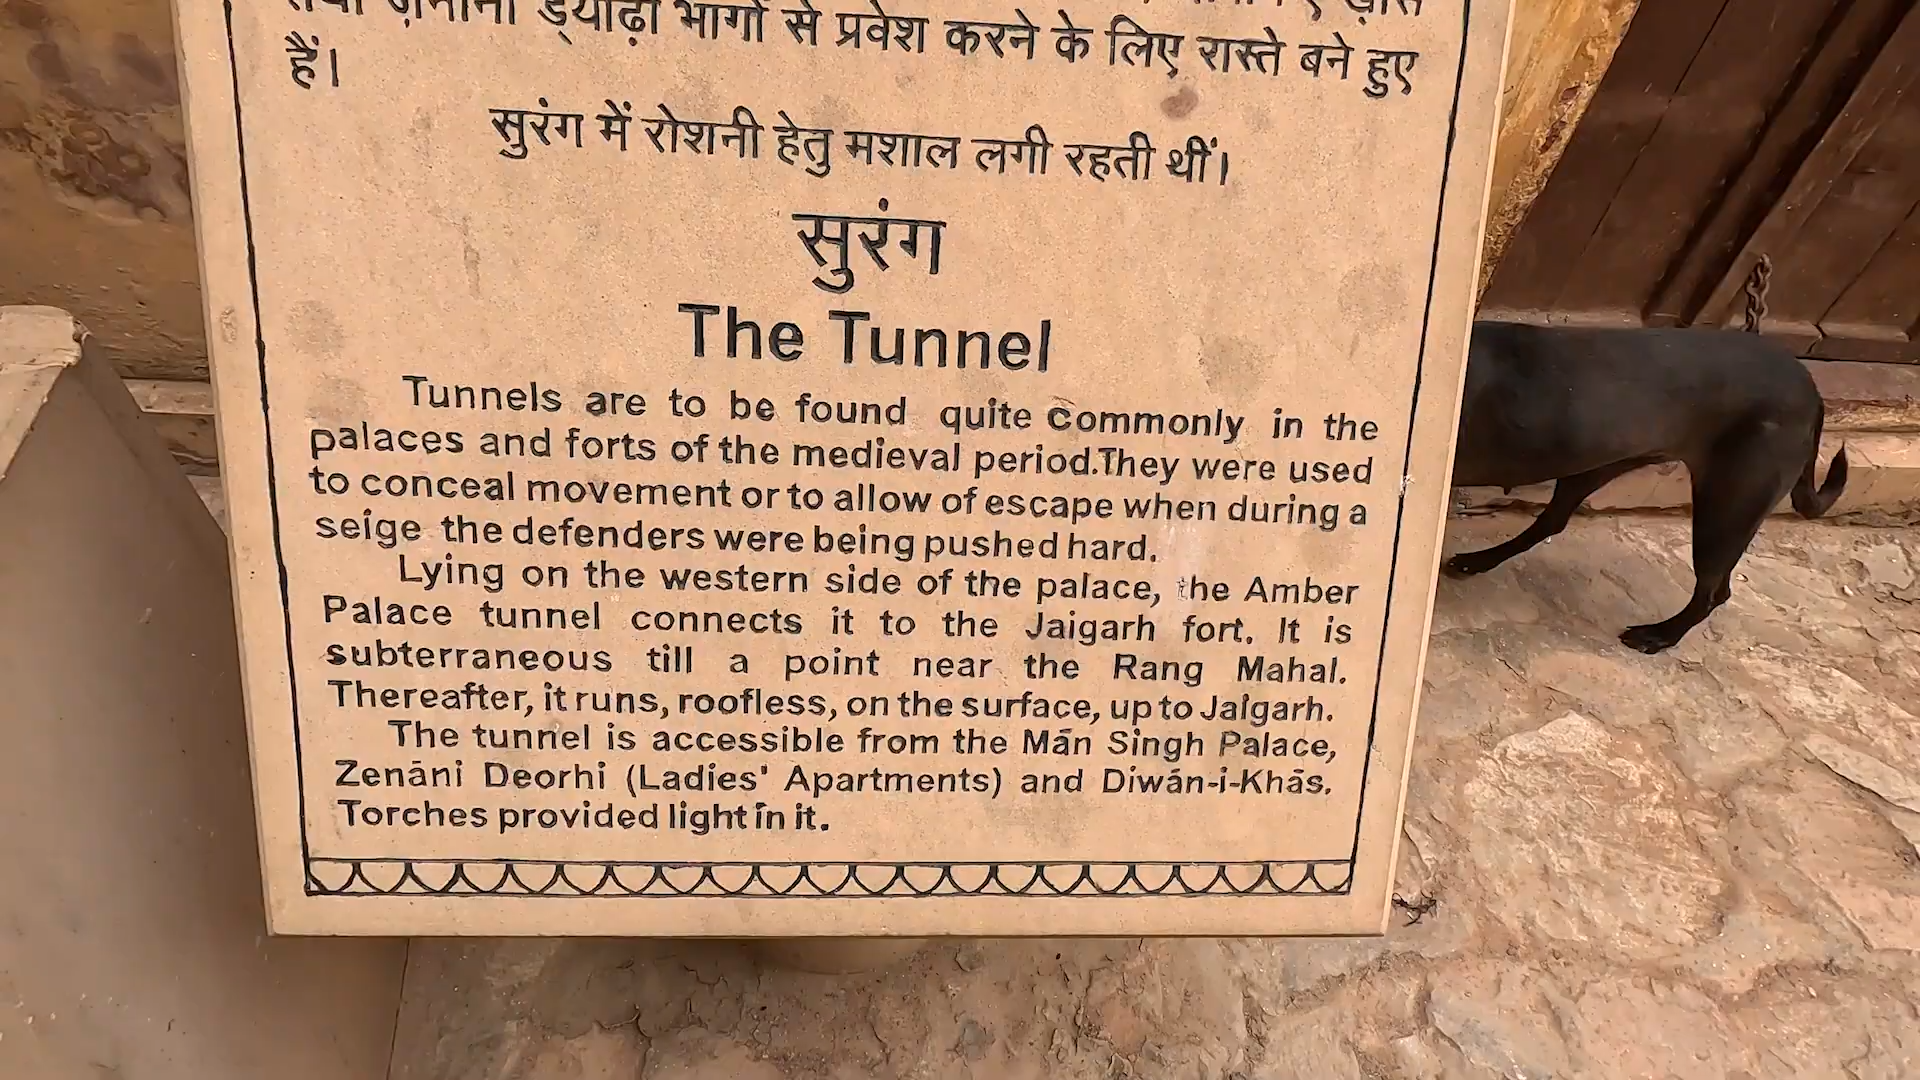 भागों से प्रवेश करने के लिए रास्ते बने हुए
हैं।
सुरंग में रोशनी हेतु मशाल लगी रहती थीं।
सुरंग
The Tunnel
Tunnels are to be found quite commonly in the
palaces and forts of the medieval period.They were used
to conceal movement or to allow of escape when during a
seige the defenders were being pushed hard.
Lying on the western side of the palace, the Amber
Palace tunnel connects it to the Jaigarh fort. It is
subterraneous till a point near the Rang Mahal.
Thereafter, it runs, roofless, on the surface, up to Jaigarh.
The tunnel is accessible from the Mān Singh Palace,
Zenāni Deorhi (Ladies' Apartments) and Diwān-i-Khās.
Torches provided light in it.